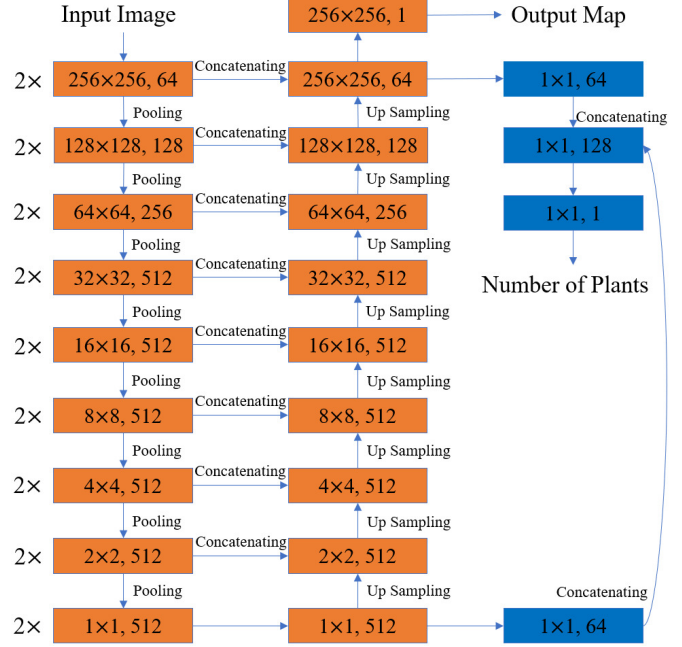 Input Image
256×256, 1
Output Map
2×
256×256, 64
Concatenating
256×256, 64
1×1, 64
Pooling
Up Sampling
Concatenating
2×
128×128, 128
Concatenating
128×128, 128
1×1, 128
Pooling
Up Sampling
2×
64×64, 256
Concatenating
64×64, 256
1×1, 1
Pooling
Up Sampling
2×
32×32, 512
Concatenating
32×32, 512
Number of Plants
Pooling
Up Sampling
2×
16×16, 512
Concatenating
16×16, 512
Pooling
Up Sampling
2×
8×8, 512
Concatenating
8×8, 512
Pooling
Up Sampling
2×
4×4, 512
Concatenating
4×4, 512
Pooling
Up Sampling
2×
2×2, 512
Concatenating
2×2, 512
Pooling
Up Sampling
Concatenating
2×
1×1, 512
1×1, 512
1×1, 64